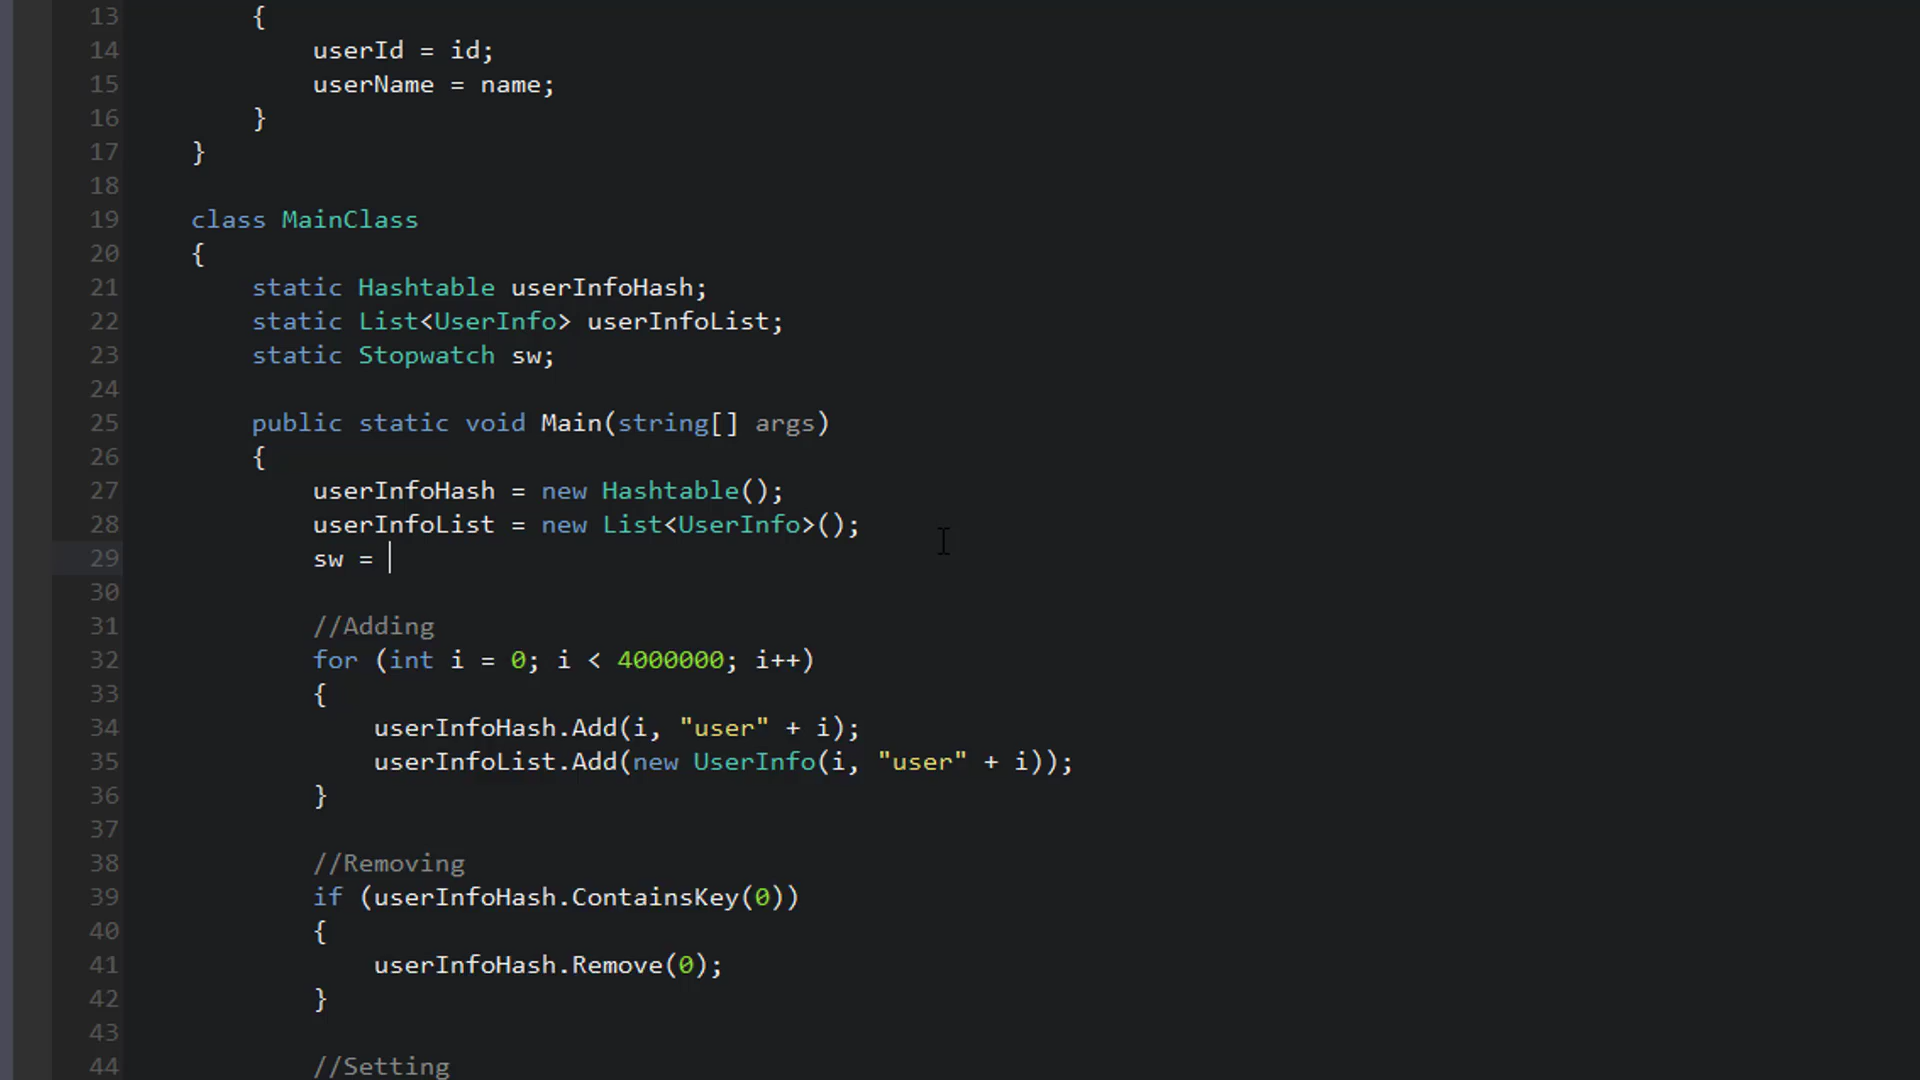 13 {
14 userId = id;
15 userName = name;
16 }
17 }
18
19 class MainClass
20 {
21 static Hashtable userInfoHash;
22 static List<UserInfo> userInfoList;
23 static Stopwatch sw;
24
25 public static void Main(string[] args)
26 {
27 userInfoHash = new Hashtable();
28 userInfoList = new List<UserInfo>();
29 sw =
30
31 //Adding
32 for (int i = 0; i < 4000000; i++)
33 {
34 userInfoHash.Add(i, "user" + i);
35 userInfoList.Add(new UserInfo(i, "user" + i));
36 }
37
38 //Removing
39 if (userInfoHash.ContainsKey(0))
40 {
41 userInfoHash.Remove(0);
42 }
43
44 //Setting